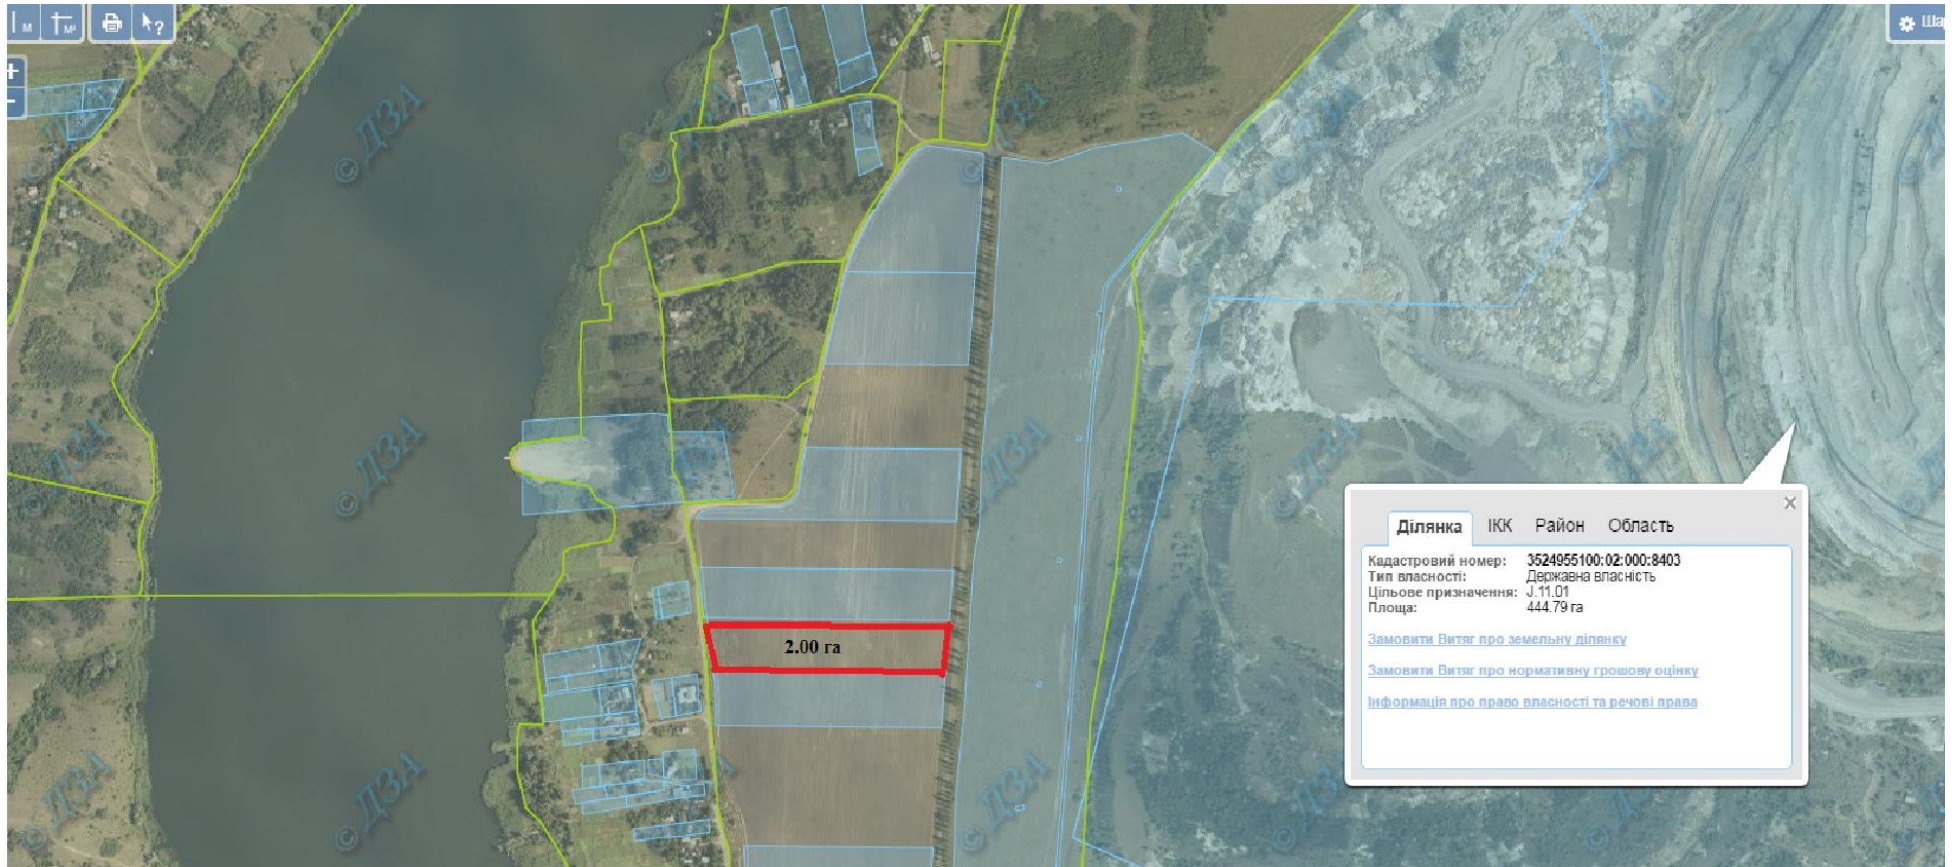 м
м²
?
+
-
© ДЗА
2.00 га
Ділянка ІКК Район Область
Кадастровий номер: 3524955100:02:000:8403
Тип власності: Державна власність
Цільове призначення: J.11.01
Площа: 444.79 га
Замовити Витяг про земельну ділянку
Замовити Витяг про нормативну грошову оцінку
Інформація про право власності та речові права